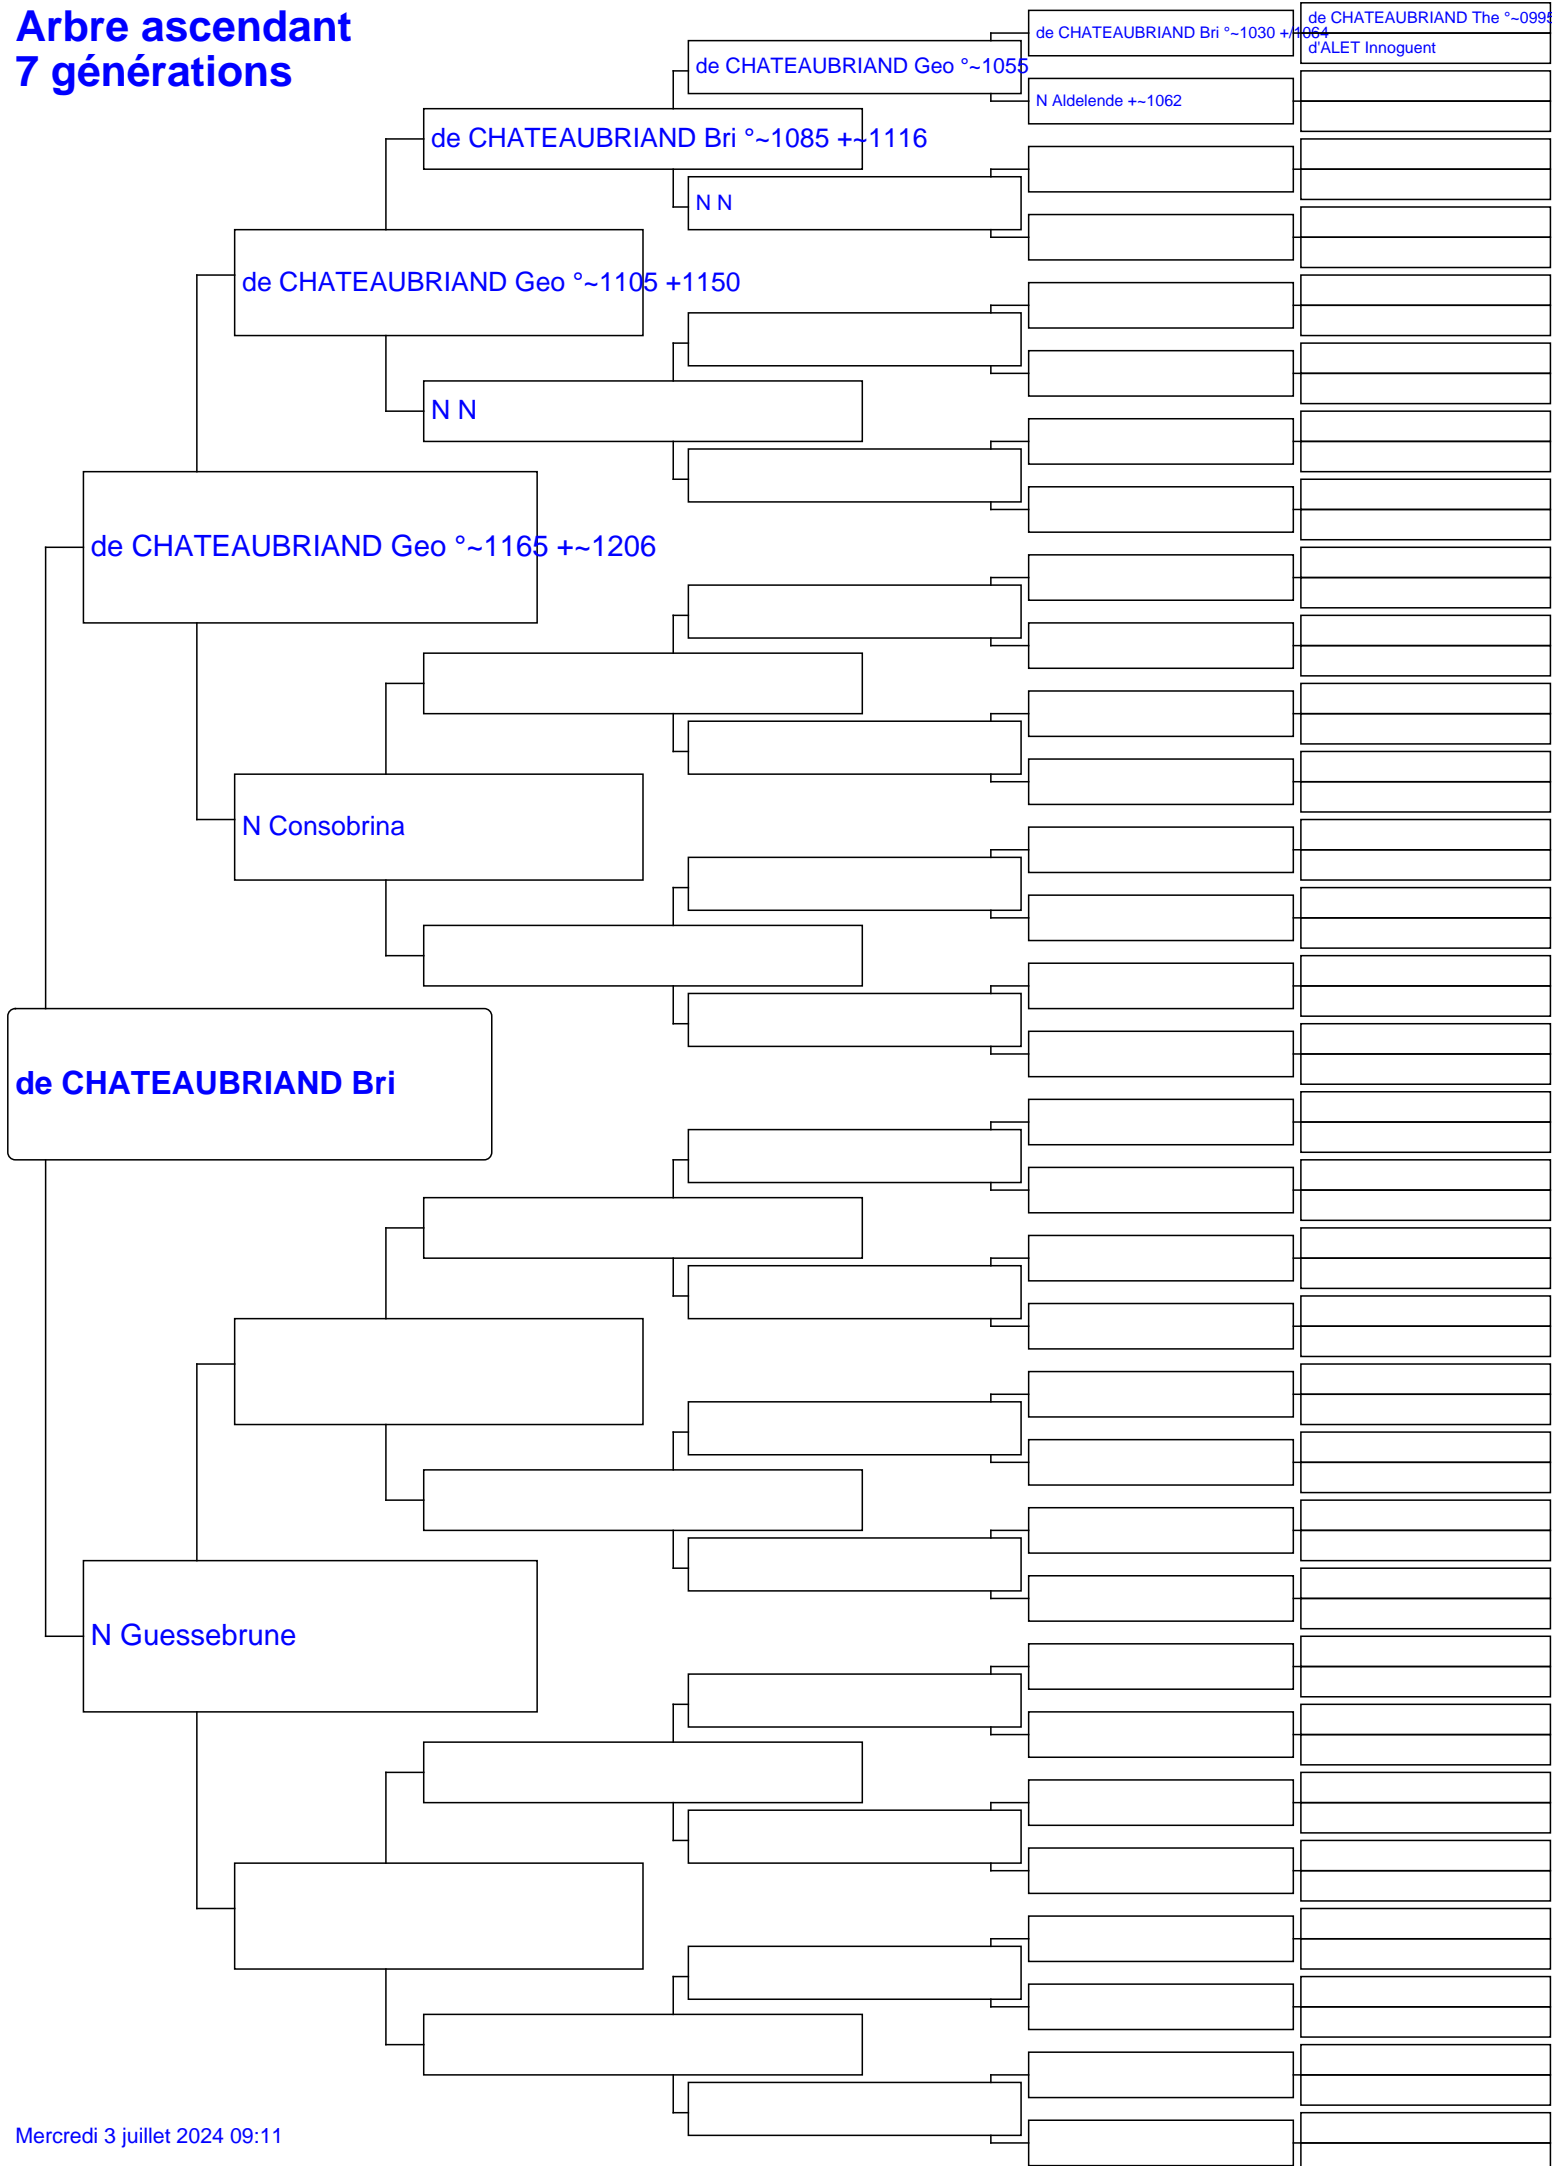 Arbre ascendant
7 générations
de CHATEAUBRIAND The °~0995
d'ALET Innoguent
de CHATEAUBRIAND Bri °~1030 +/1064
N Aldelende +~1062
de CHATEAUBRIAND Geo °~1055
N N
de CHATEAUBRIAND Bri °~1085 +~1116
N N
de CHATEAUBRIAND Geo °~1105 +1150
N Consobrina
de CHATEAUBRIAND Geo °~1165 +~1206
N Guessebrune
de CHATEAUBRIAND Bri
Mercredi 3 juillet 2024 09:11